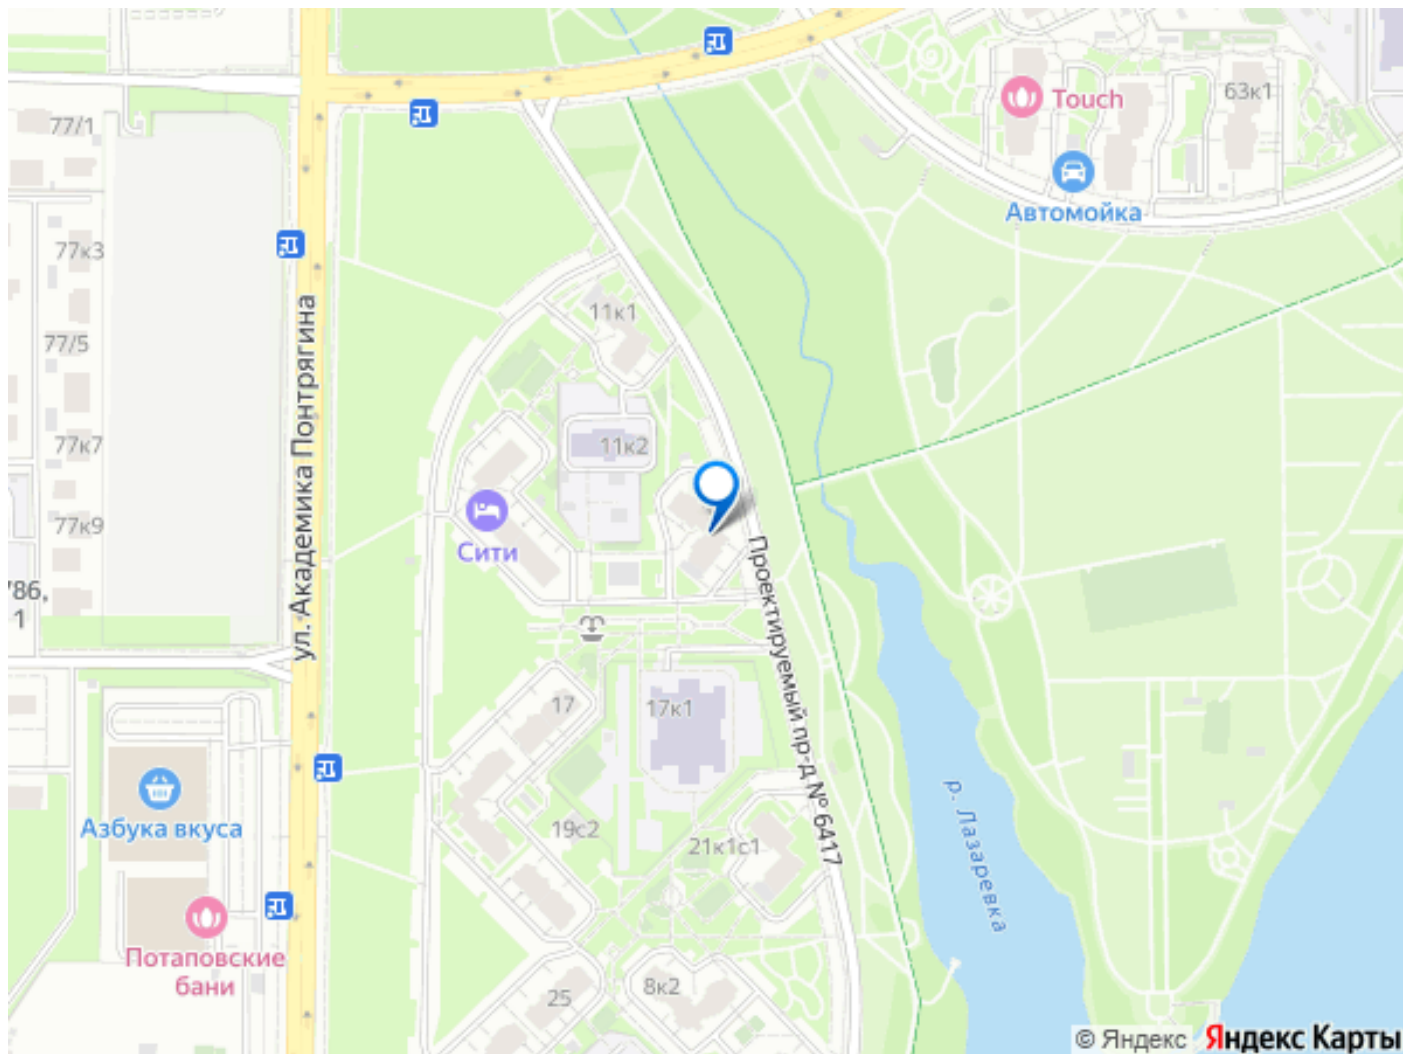 77/1
Touch
63к1
Автомойка
77к3
11к1
77/5
ул. Академика Понтрягина
77к7
11к2
77к9
Сити
786,
1
Проектируемый пр-д № 6417
17
17к1
Азбука вкуса
19с2
21к1с1
р. Лазаревка
Потаповские
бани
25
8к2
© Яндекс Яндекс Карты